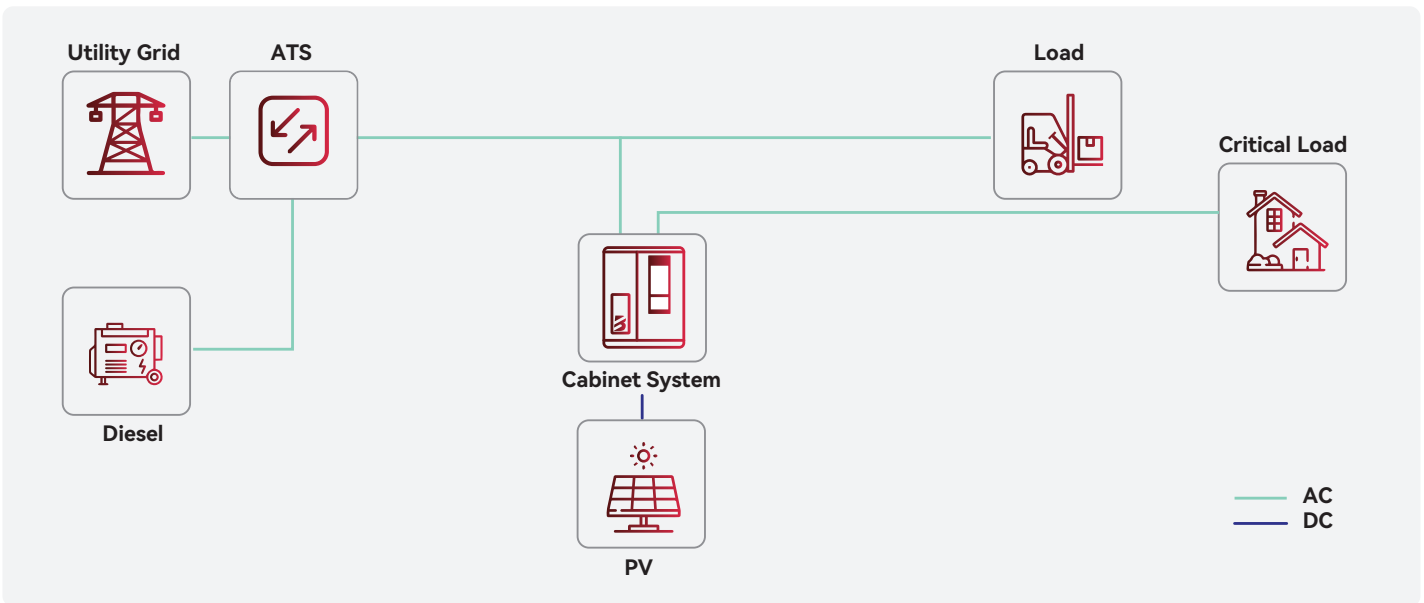 Utility Grid
ATS
Load
Critical Load
Cabinet System
Diesel
PV
AC
DC